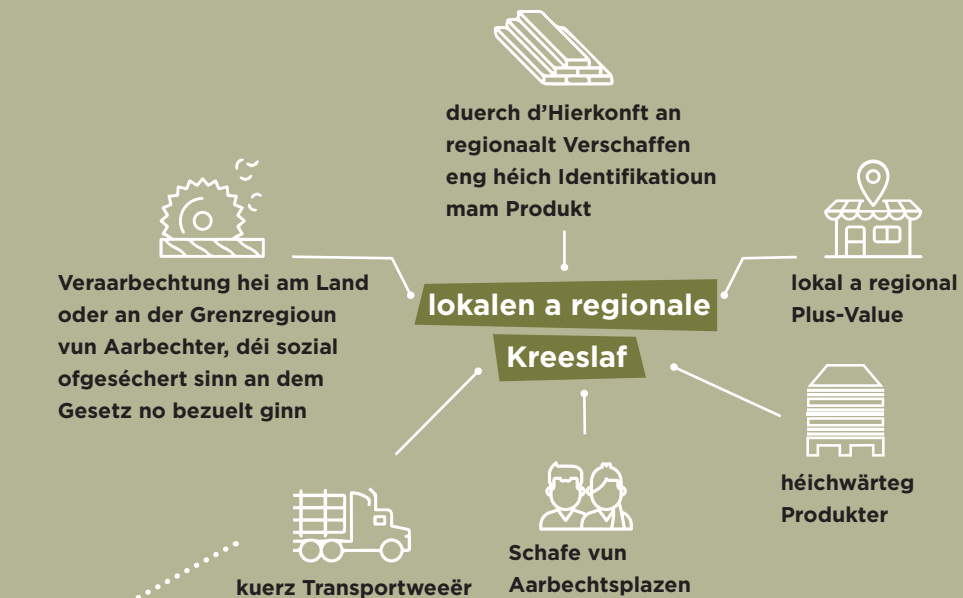 duerch d’Hierkonft an
regionaalt Verschaffen
eng héich Identifikatioun
mam Produkt
Veraarbechtung hei am Land
oder an der Grenzregioun
vun Aarbechter, déi sozial
ofgeséchert sinn an dem
Gesetz no bezuelt ginn
lokalen a regionale
Kreeslaf
lokal a regional
Plus-Value
héichwärteg
Produkter
kuerz Transportweeër
Schafe vun
Aarbechtsplazen